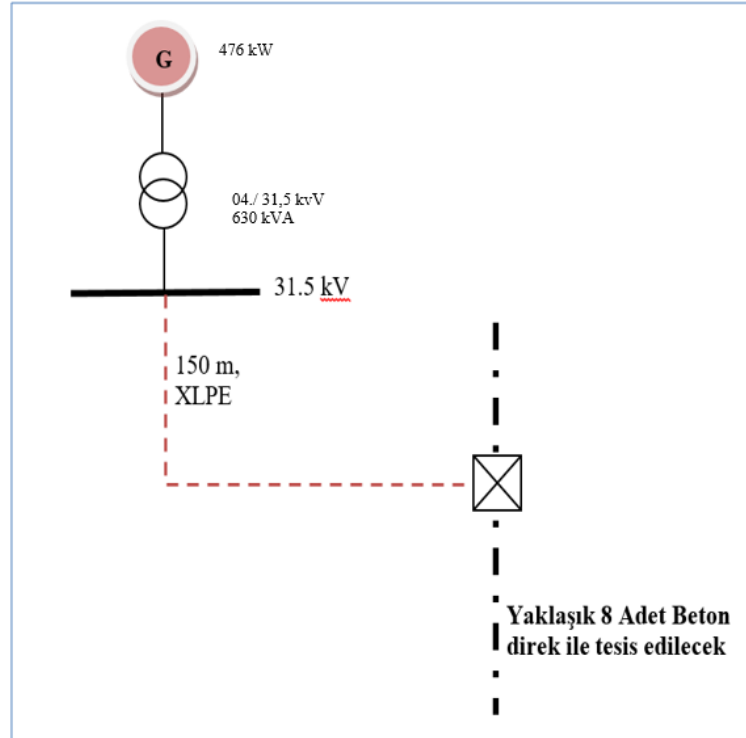 G
476 kW
04./ 31,5 kvV
630 kVA
31.5 kV
150 m,
XLPE
Yaklaşık 8 Adet Beton
direk ile tesis edilecek